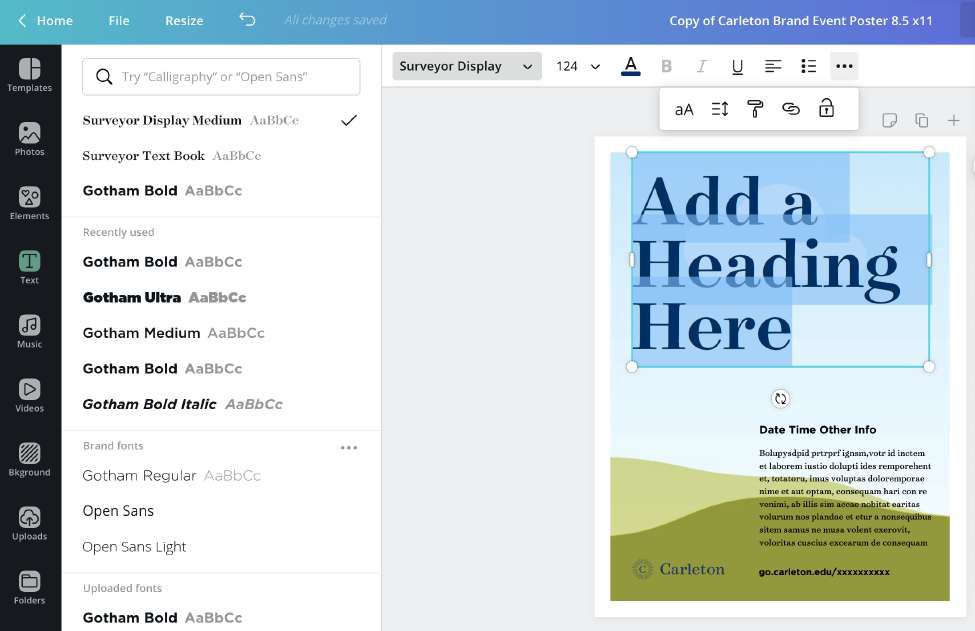 Home File Resize All changes saved Copy of Carleton Brand Event Poster 8.5 x11
Templates
Photos
Elements
Text
Music
Videos
Bkground
Uploads
Folders
Try “Calligraphy” or “Open Sans”
Surveyor Display Medium AaBbCc
Surveyor Text Book AaBbCc
Gotham Bold AaBbCc
Recently used
Gotham Bold AaBbCc
Gotham Ultra AaBbCc
Gotham Medium AaBbCc
Gotham Bold AaBbCc
Gotham Bold Italic AaBbCc
Brand fonts
Gotham Regular AaBbCc
Open Sans
Open Sans Light
Uploaded fonts
Gotham Bold AaBbCc
Surveyor Display 124 A B I U
aA
Add a
Heading
Here
Date Time Other Info
Bolupysdpid prtrprf ignsm,votr id inctem
et laborem iustio dolupti ides remporehent
et, totatoru, imus voluptas doloremporae
nime et aut optam, consequam hari con re
venimi, ab illis sim accae nobitat earitas
volurum nos plandae et etur a nonsequibus
sitem samus ne musa volent exerovit,
voloritas cuscius excearum de consequam
C Carleton
go.carleton.edu/xxxxxxxxxx